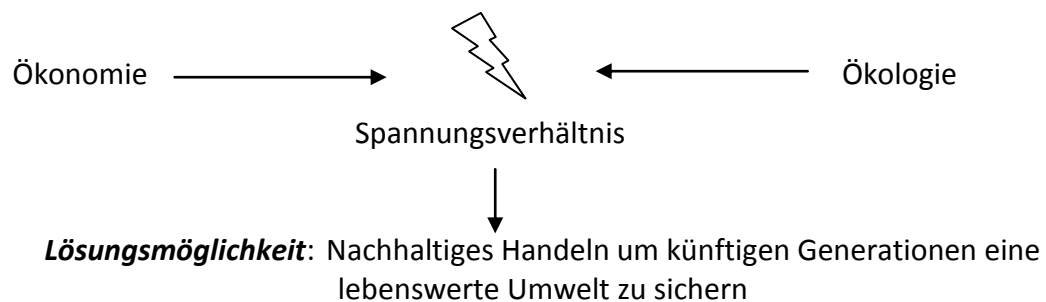 Ökonomie
Ökologie
Spannungsverhältnis
Lösungsmöglichkeit: Nachhaltiges Handeln um künftigen Generationen eine
lebenswerte Umwelt zu sichern